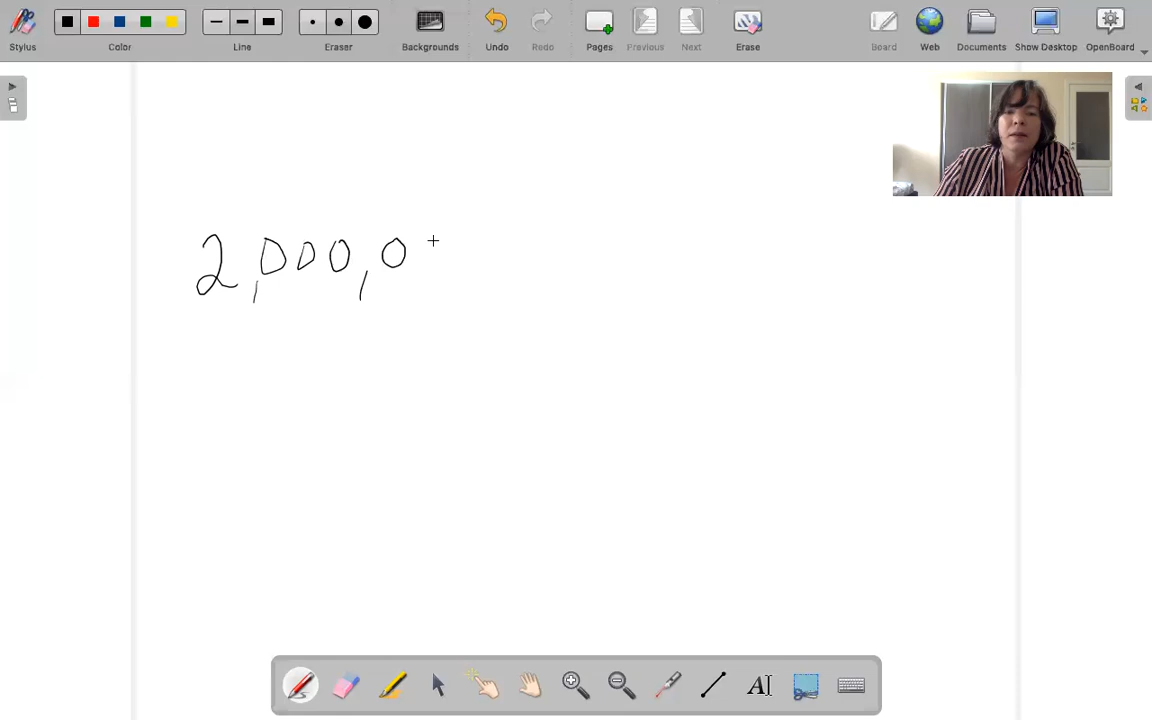 Stylus Color Line Eraser Backgrounds Undo Redo Pages Previous Next Erase Board Web Documents Show Desktop OpenBoard
2,000,0
AI